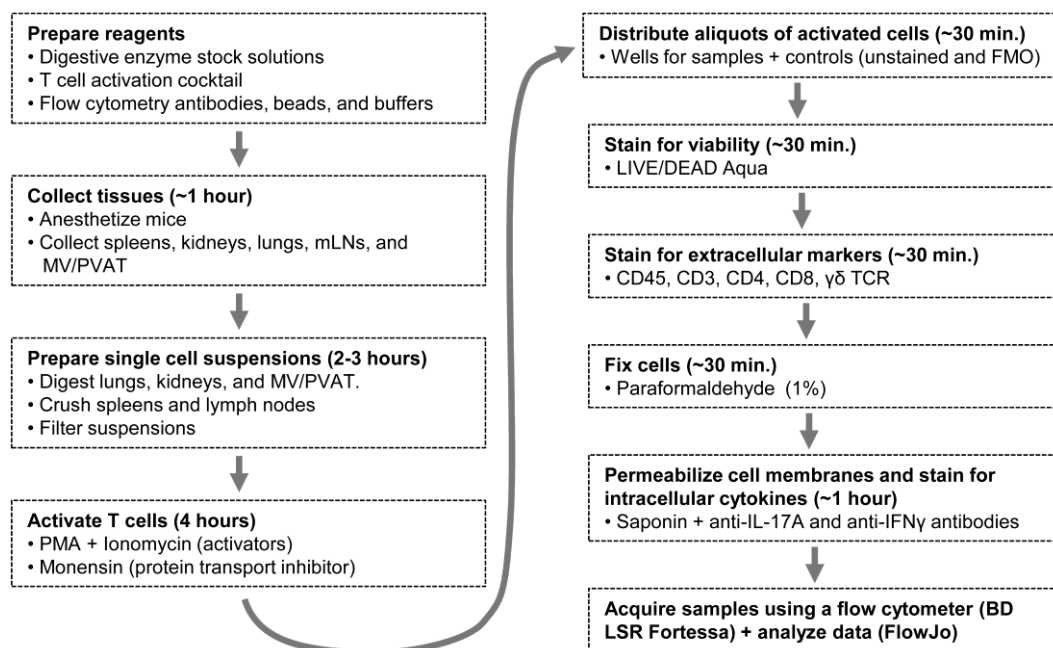 Prepare reagents
• Digestive enzyme stock solutions
• T cell activation cocktail
• Flow cytometry antibodies, beads, and buffers
Collect tissues (~1 hour)
• Anesthetize mice
• Collect spleens, kidneys, lungs, mLNs, and
MV/PVAT
Prepare single cell suspensions (2-3 hours)
• Digest lungs, kidneys, and MV/PVAT.
• Crush spleens and lymph nodes
• Filter suspensions
Activate T cells (4 hours)
• PMA + Ionomycin (activators)
• Monensin (protein transport inhibitor)
Distribute aliquots of activated cells (~30 min.)
• Wells for samples + controls (unstained and FMO)
Stain for viability (~30 min.)
• LIVE/DEAD Aqua
Stain for extracellular markers (~30 min.)
• CD45, CD3, CD4, CD8, γδ TCR
Fix cells (~30 min.)
• Paraformaldehyde (1%)
Permeabilize cell membranes and stain for
intracellular cytokines (~1 hour)
• Saponin + anti-IL-17A and anti-IFNγ antibodies
Acquire samples using a flow cytometer (BD
LSR Fortessa) + analyze data (FlowJo)